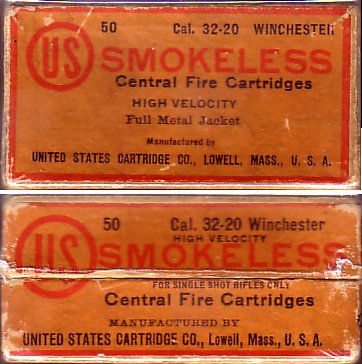 50 Cal. 32-20 WINCHESTER
US SMOKELESS
Central Fire Cartridges
HIGH VELOCITY
Full Metal Jacket
Manufactured by
UNITED STATES CARTRIDGE CO., LOWELL, MASS., U. S. A.
50 Cal. 32-20 Winchester
HIGH VELOCITY
US SMOKELESS
FOR SINGLE SHOT RIFLES ONLY
Central Fire Cartridges
MANUFACTURED BY
UNITED STATES CARTRIDGE CO., Lowell, Mass., U. S. A.